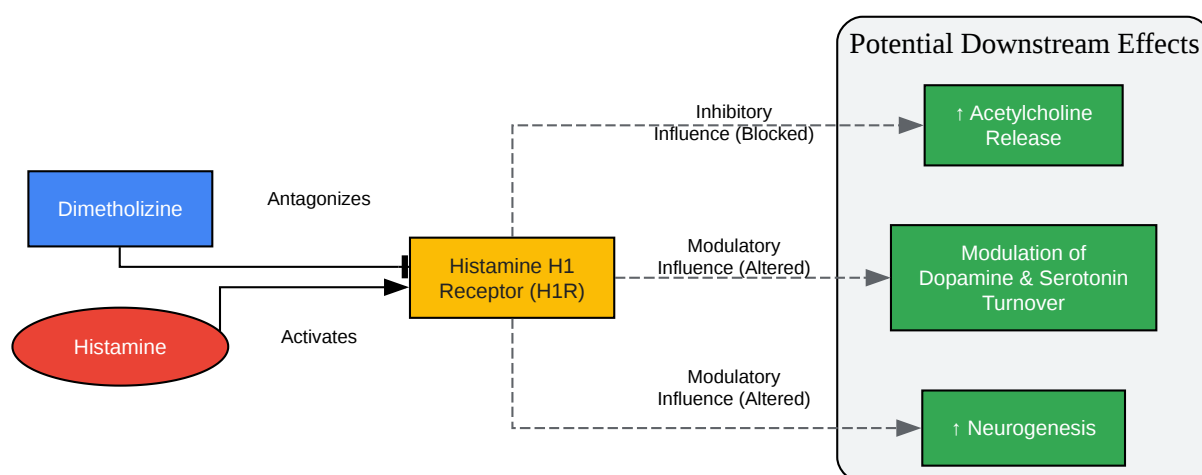 Potential Downstream Effects
Inhibitory
Influence (Blocked)
↑ Acetylcholine
Release
Dimetholizine
Antagonizes
Histamine H1
Receptor (H1R)
Modulatory
Influence (Altered)
Modulation of
Dopamine & Serotonin
Turnover
Histamine
Activates
Modulatory
Influence (Altered)
↑ Neurogenesis